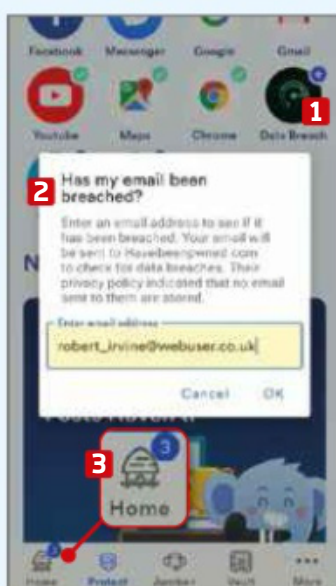 Facebook Messenger Google Gmail
1
Youtube Maps Chrome Data Breach
2
Has my email been
breached?
Enter an email address to see if it
has been breached. Your email will
be sent to Haveibeenpwned.com
to check for data breaches. Their
privacy policy indicated that no email
sent to them are stored.
Enter email address
robert_irvine@webuser.co.uk
Cancel OK
3
3
Home
Home Protect Jumbo+ Vault More